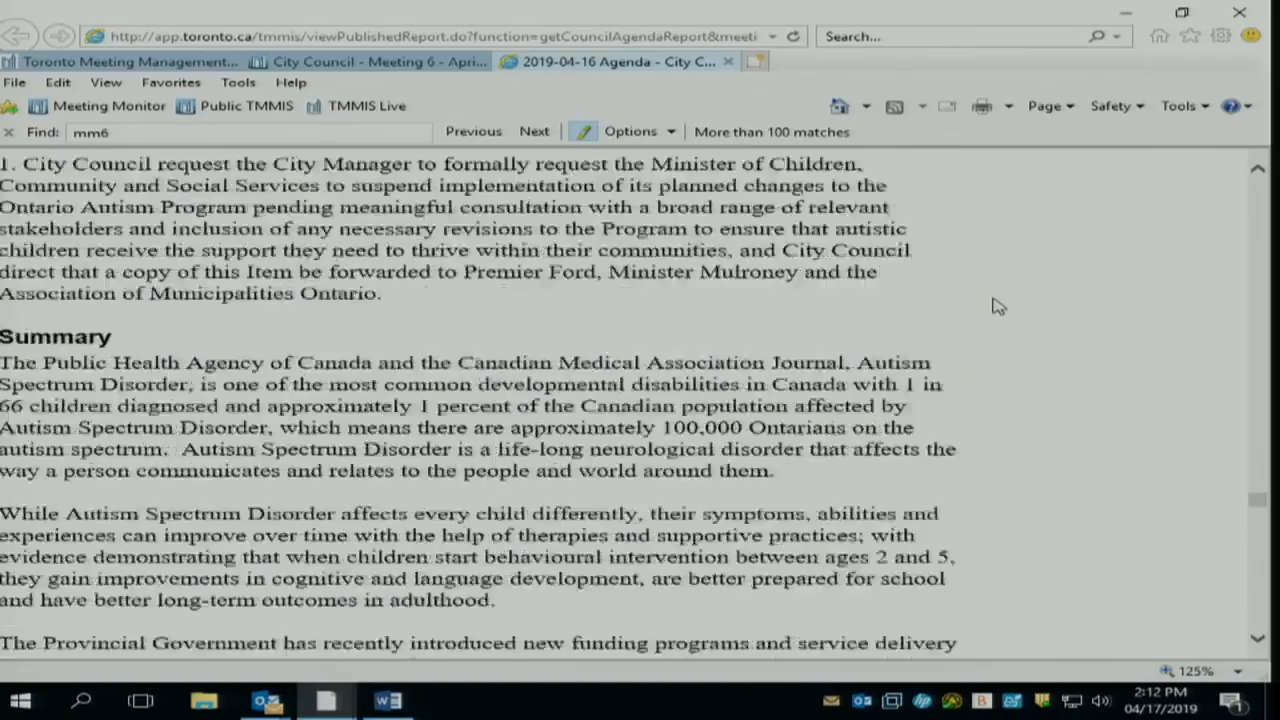 http://app.toronto.ca/tmmis/viewPublishedReport.do?function=getCouncilAgendaReport&meeti
Search...
Toronto Meeting Management...
City Council - Meeting 6 - Apri...
2019-04-16 Agenda - City C...
File Edit View Favorites Tools Help
Meeting Monitor Public TMMIS TMMIS Live
Page Safety Tools
Find: mm6 Previous Next Options More than 100 matches
1. City Council request the City Manager to formally request the Minister of Children,
Community and Social Services to suspend implementation of its planned changes to the
Ontario Autism Program pending meaningful consultation with a broad range of relevant
stakeholders and inclusion of any necessary revisions to the Program to ensure that autistic
children receive the support they need to thrive within their communities, and City Council
direct that a copy of this Item be forwarded to Premier Ford, Minister Mulroney and the
Association of Municipalities Ontario.
Summary
The Public Health Agency of Canada and the Canadian Medical Association Journal, Autism
Spectrum Disorder, is one of the most common developmental disabilities in Canada with 1 in
66 children diagnosed and approximately 1 percent of the Canadian population affected by
Autism Spectrum Disorder, which means there are approximately 100,000 Ontarians on the
autism spectrum. Autism Spectrum Disorder is a life-long neurological disorder that affects the
way a person communicates and relates to the people and world around them.
While Autism Spectrum Disorder affects every child differently, their symptoms, abilities and
experiences can improve over time with the help of therapies and supportive practices; with
evidence demonstrating that when children start behavioural intervention between ages 2 and 5,
they gain improvements in cognitive and language development, are better prepared for school
and have better long-term outcomes in adulthood.
The Provincial Government has recently introduced new funding programs and service delivery
125%
2:12 PM
04/17/2019